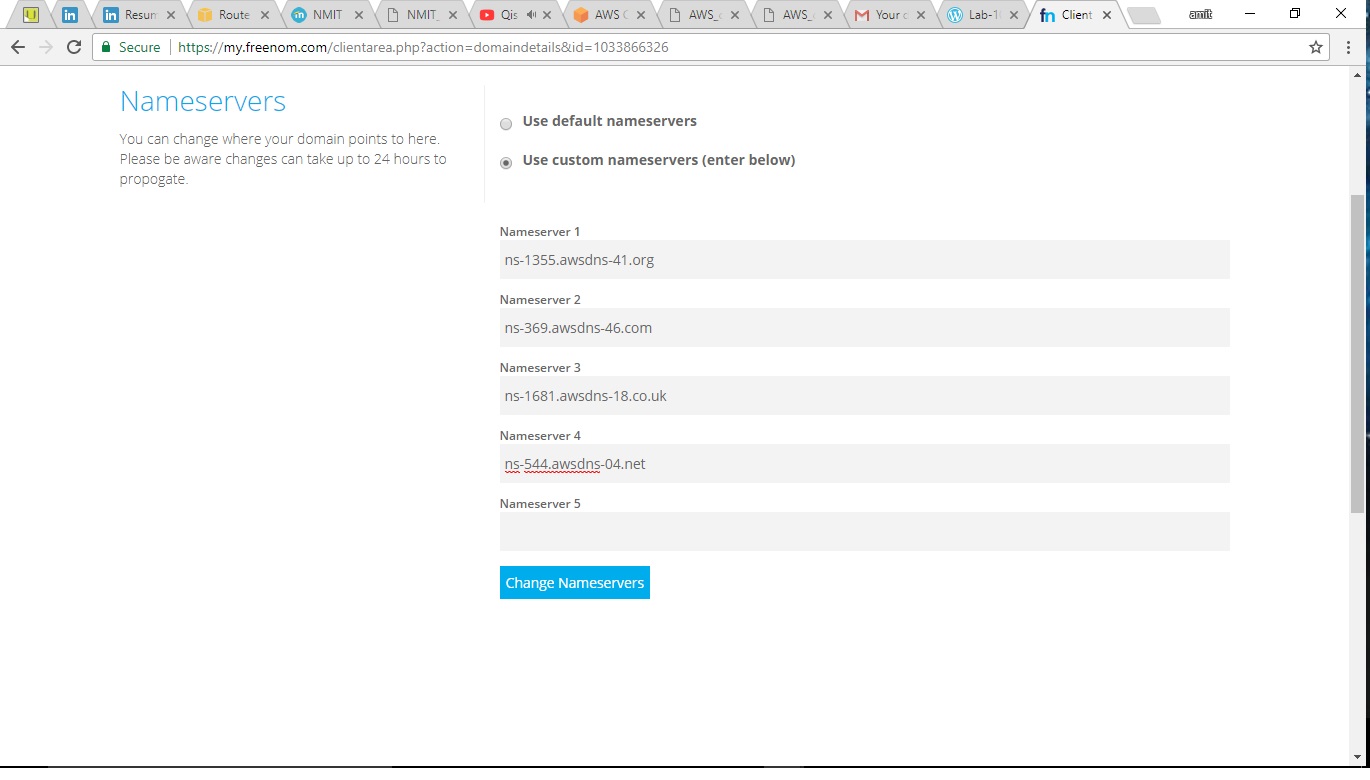 Resum
Route
NMIT
NMIT_
Qis
AWS C
AWS_
AWS_
Your c
Lab-1
Client
amit
Secure
https://my.freenom.com/clientarea.php?action=domaindetails&id=1033866326
Nameservers
You can change where your domain points to here.
Please be aware changes can take up to 24 hours to
propogate.
Use default nameservers
Use custom nameservers (enter below)
Nameserver 1
ns-1355.awsdns-41.org
Nameserver 2
ns-369.awsdns-46.com
Nameserver 3
ns-1681.awsdns-18.co.uk
Nameserver 4
ns-544.awsdns-04.net
Nameserver 5
Change Nameservers